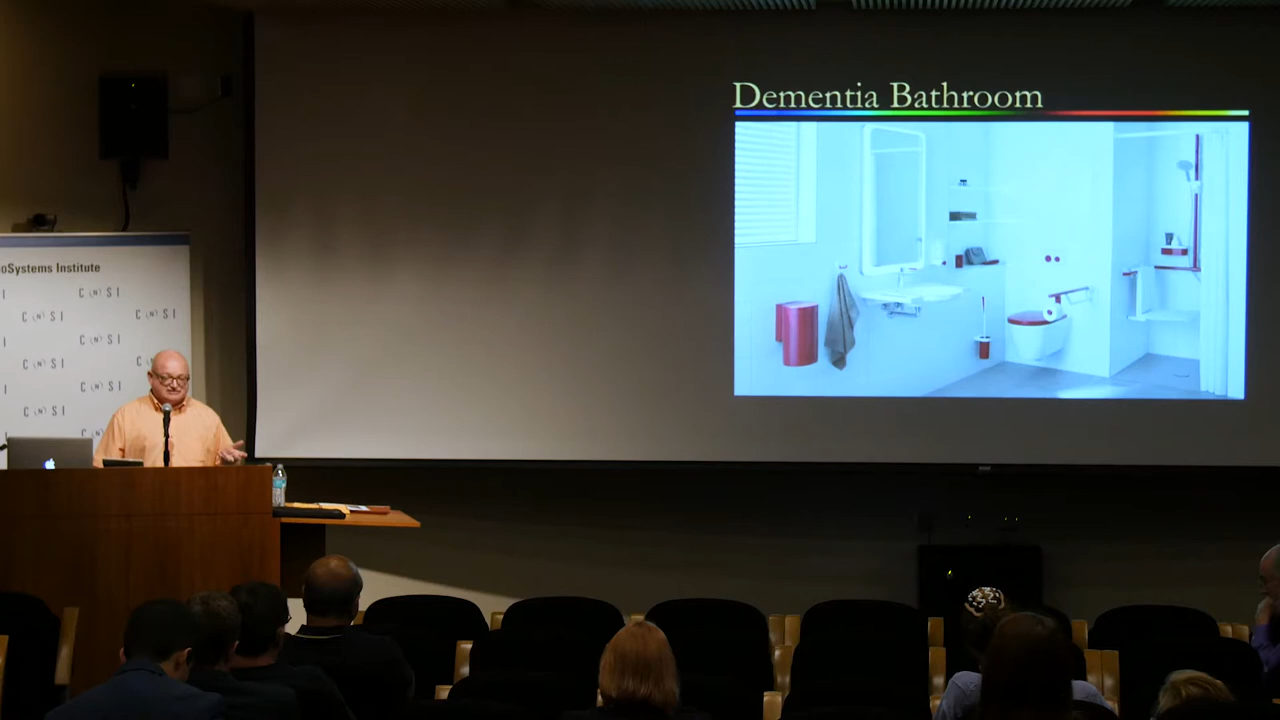 Dementia Bathroom
oSystems Institute
I C (N) S I
C (N) S I C (N) S I
I C (N) S I
C (N) S I C
I C (N) S I
C (N) S I
C